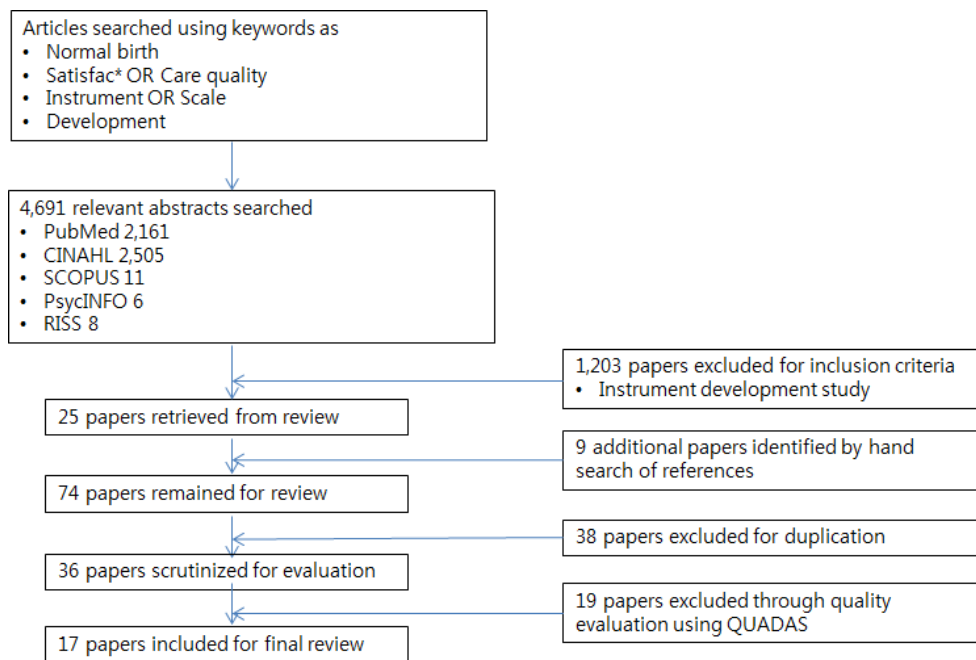 Articles searched using keywords as
• Normal birth
• Satisfac* OR Care quality
• Instrument OR Scale
• Development
4,691 relevant abstracts searched
• PubMed 2,161
• CINAHL 2,505
• SCOPUS 11
• PsycINFO 6
• RISS 8
1,203 papers excluded for inclusion criteria
• Instrument development study
25 papers retrieved from review
9 additional papers identified by hand
search of references
74 papers remained for review
38 papers excluded for duplication
36 papers scrutinized for evaluation
19 papers excluded through quality
evaluation using QUADAS
17 papers included for final review